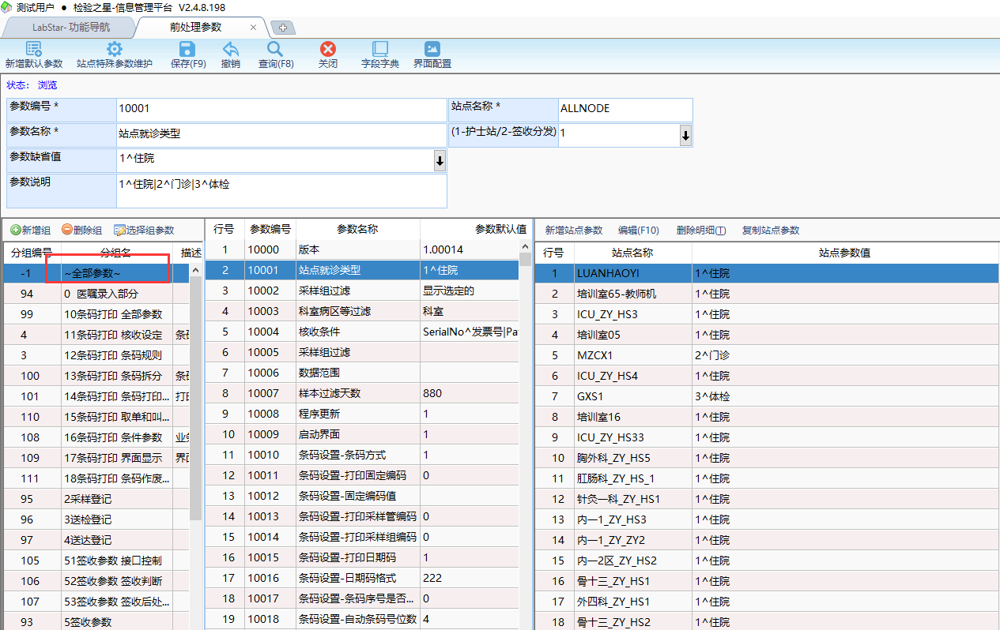 测试用户 ● 检验之星-信息管理平台 V2.4.8.198
LabStar- 功能导航 前处理参数
新增默认参数 站点特殊参数维护 保存(F9) 撤销 查询(F8) 关闭 字段字典 界面配置
状态: 浏览
参数编号 * 10001 站点名称 * ALLNODE
参数名称 * 站点就诊类型 (1-护士站/2-签收分发) 1
参数缺省值 1^住院
参数说明 1^住院|2^门诊|3^体检
新增组 删除组 选择组参数
分组编号 分组名 描述
-1 ~全部参数~
94 0 医嘱录入部分
99 10条码打印 全部参数
4 11条码打印 核收设定 条码
3 12条码打印 条码规则
100 13条码打印 条码拆分 条码
101 14条码打印 条码打印... 打印
110 15条码打印 取单和叫...
108 16条码打印 条件参数 业务
109 17条码打印 界面显示 界面
111 18条码打印 条码作废...
95 2采样登记
96 3送检登记
97 4送达登记
105 51签收参数 接口控制
106 52签收参数 签收判断
107 53签收参数 签收后处...
93 5签收参数
行号 参数编号 参数名称 参数默认值
1 10000 版本 1.00014
2 10001 站点就诊类型 1^住院
3 10002 采样组过滤 显示选定的
4 10003 科室病区等过滤 科室
5 10004 核收条件 SerialNo^发票号|Pa
6 10005 采样组过滤
7 10006 数据范围
8 10007 样本过滤天数 880
9 10008 程序更新 1
10 10009 启动界面 1
11 10010 条码设置-条码方式 1
12 10011 条码设置-打印固定编码 0
13 10012 条码设置-固定编码值
14 10013 条码设置-打印采样管编码 0
15 10014 条码设置-打印采样组编码 0
16 10015 条码设置-打印日期码 1
17 10016 条码设置-日期码格式 222
18 10017 条码设置-条码序号是否... 0
19 10018 条码设置-自动条码号位数 4
新增站点参数 编辑(F10) 删除明细(T) 复制站点参数
行号 站点名称 站点参数值
1 LUANHAOYI 1^住院
2 培训室65-教师机 1^住院
3 ICU_ZY_HS3 1^住院
4 培训室05 1^住院
5 MZCX1 2^门诊
6 ICU_ZY_HS4 1^住院
7 GXS1 3^体检
8 培训室16 1^住院
9 ICU_ZY_HS33 1^住院
10 胸外科_ZY_HS5 1^住院
11 肛肠科_ZY_HS_1 1^住院
12 针灸一科_ZY_HS1 1^住院
13 内一1_ZY_HS3 1^住院
14 内一1_ZY_ZY2 1^住院
15 内一2区_ZY_HS2 1^住院
16 骨十三_ZY_HS1 1^住院
17 外四科_ZY_HS1 1^住院
18 骨十三_ZY_HS2 1^住院